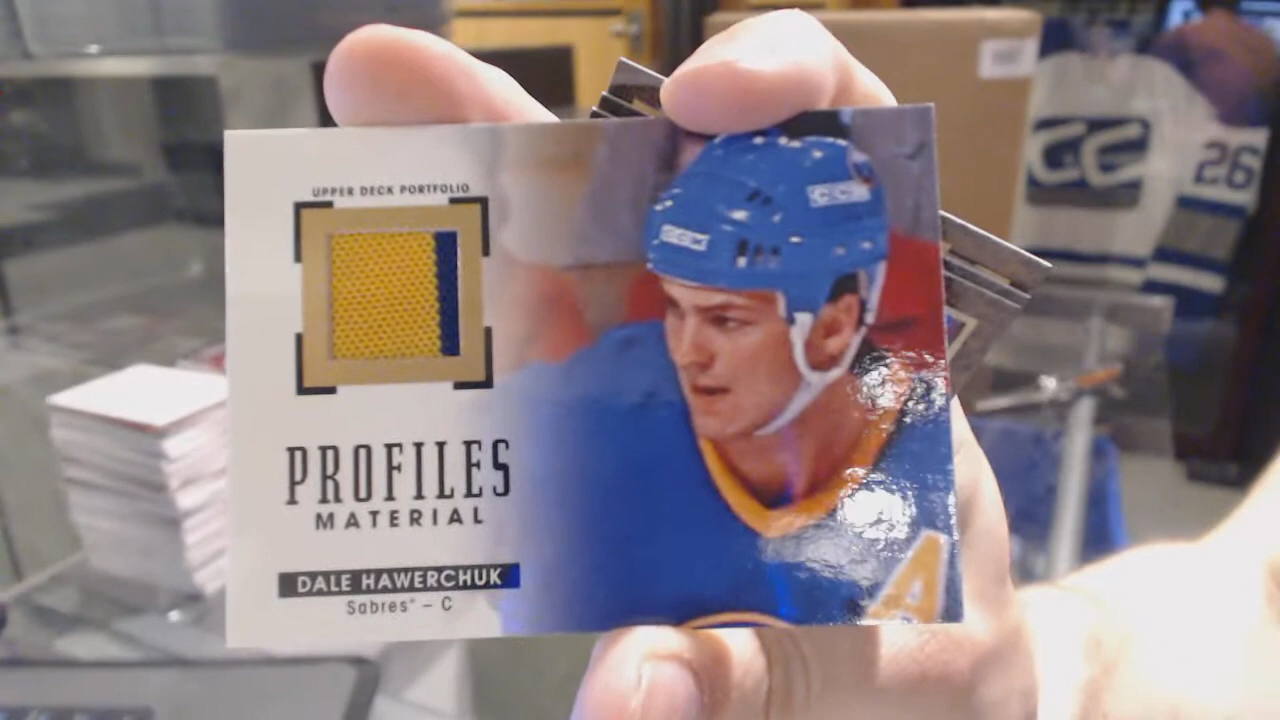 UPPER DECK PORTFOLIO
PROFILES
MATERIAL
DALE HAWERCHUK
Sabres* – C
CCM
A
26